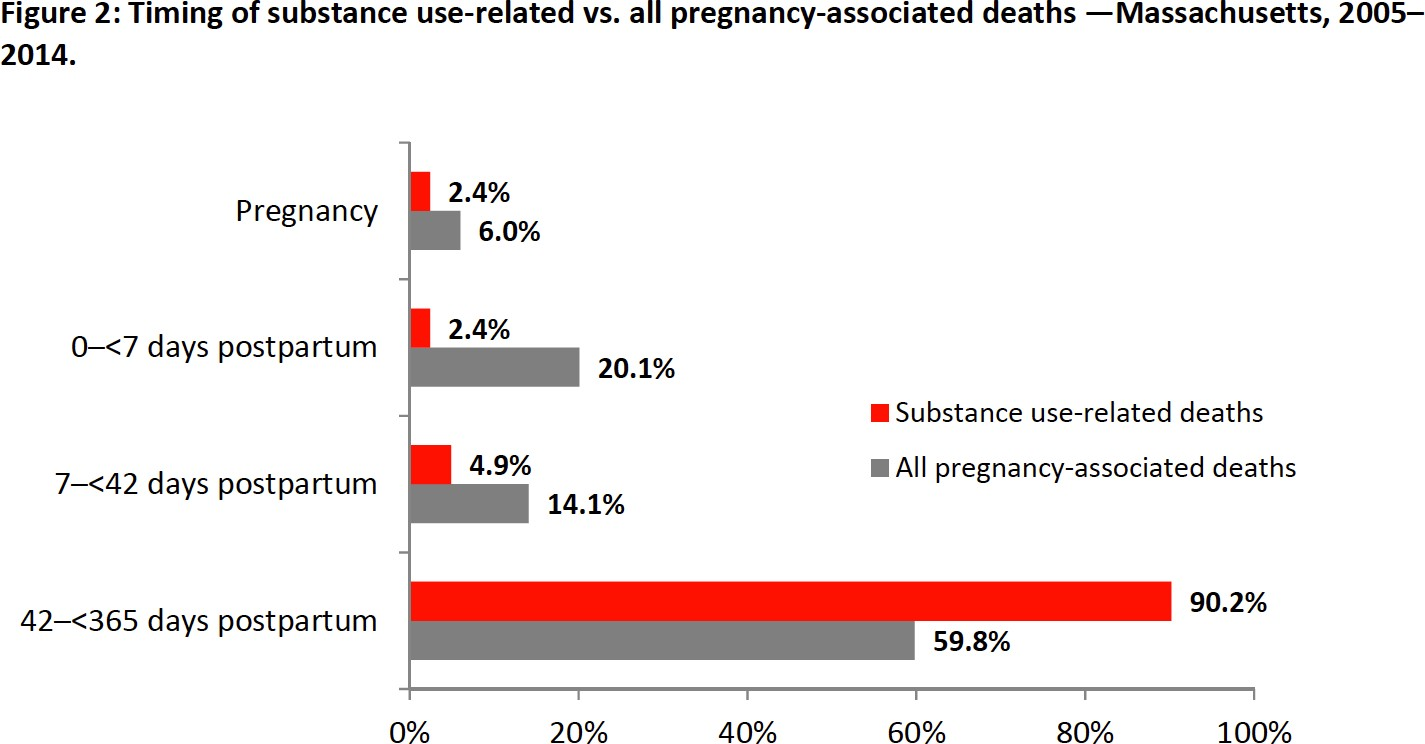 Figure 2: Timing of substance use-related vs. all pregnancy-associated deaths —Massachusetts, 2005–
2014.
Pregnancy
2.4%
6.0%
0–<7 days postpartum
2.4%
20.1%
Substance use-related deaths
All pregnancy-associated deaths
7–<42 days postpartum
4.9%
14.1%
42–<365 days postpartum
90.2%
59.8%
0% 20% 40% 60% 80% 100%